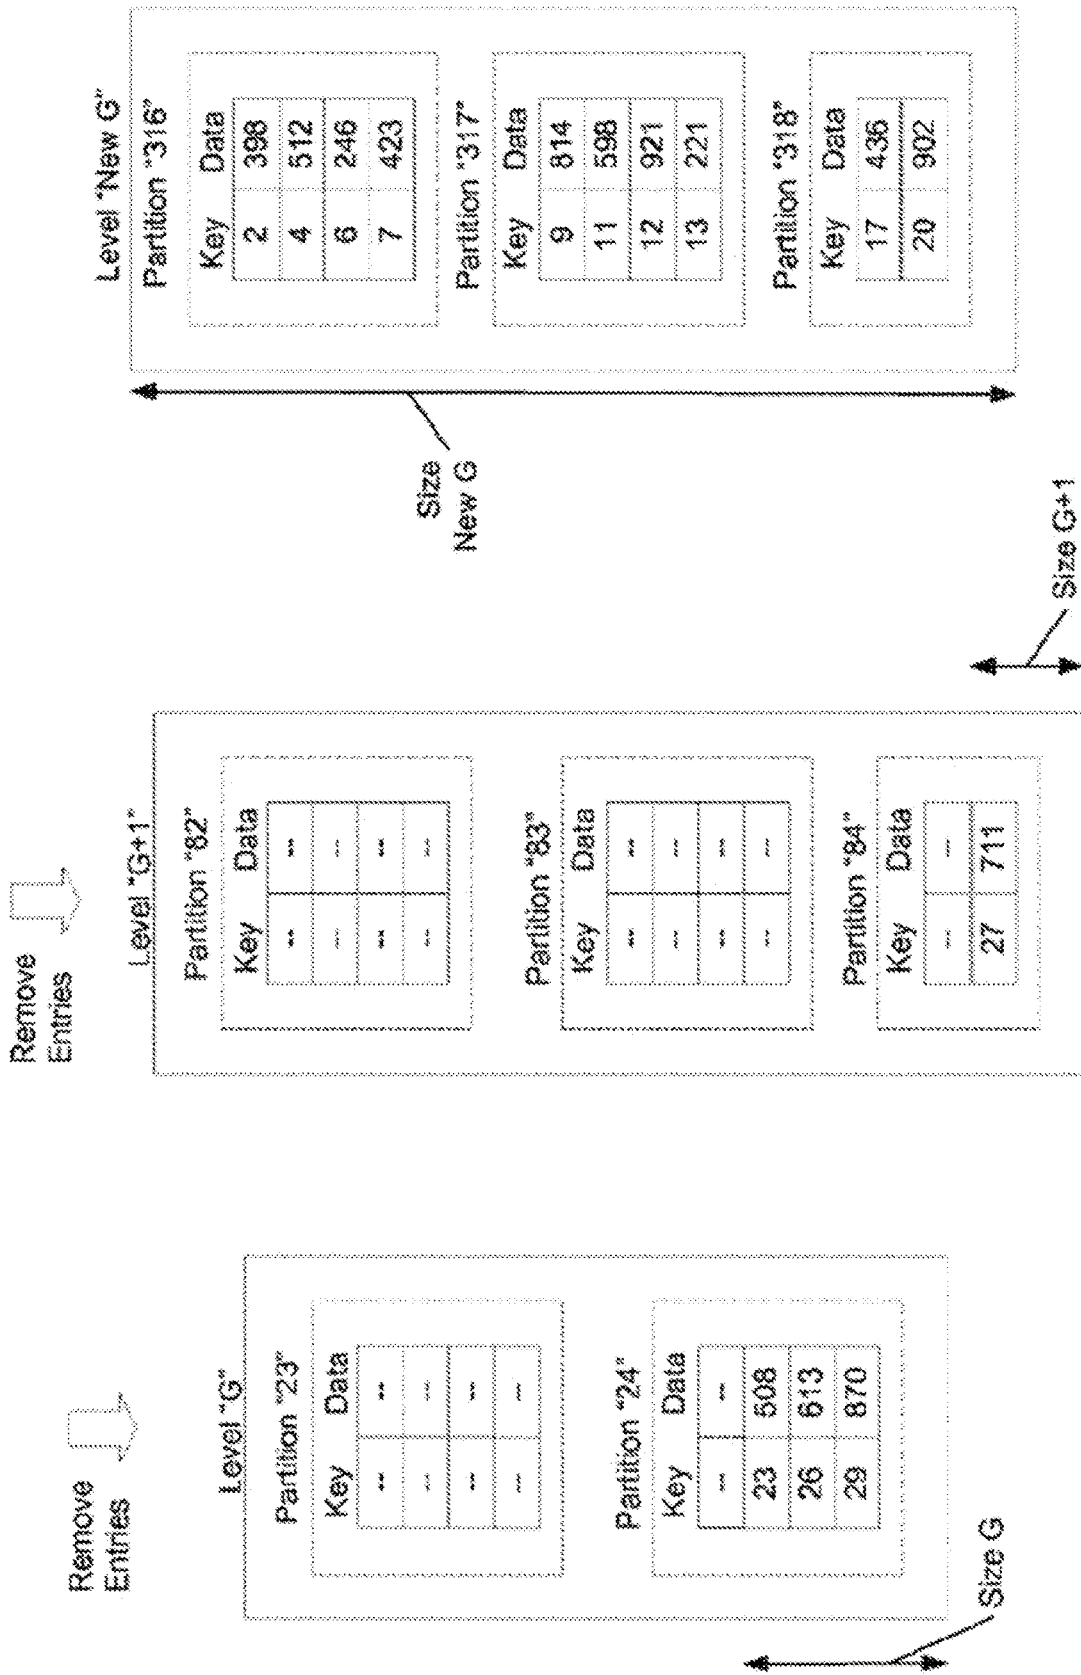 Remove
Entries
Level "G"
Partition "23"
Key Data
-- --
-- --
-- --
-- --
Partition "24"
Key Data
-- --
23 508
26 613
29 870
Size G
Remove
Entries
Level "G+1"
Partition "82"
Key Data
-- --
-- --
-- --
-- --
Partition "83"
Key Data
-- --
-- --
-- --
-- --
Partition "84"
Key Data
-- --
27 711
Size G+1
Level "New G"
Partition "316"
Key Data
2 398
4 512
6 246
7 423
Partition "317"
Key Data
9 814
11 598
12 921
13 221
Partition "318"
Key Data
17 436
20 902
Size
New G